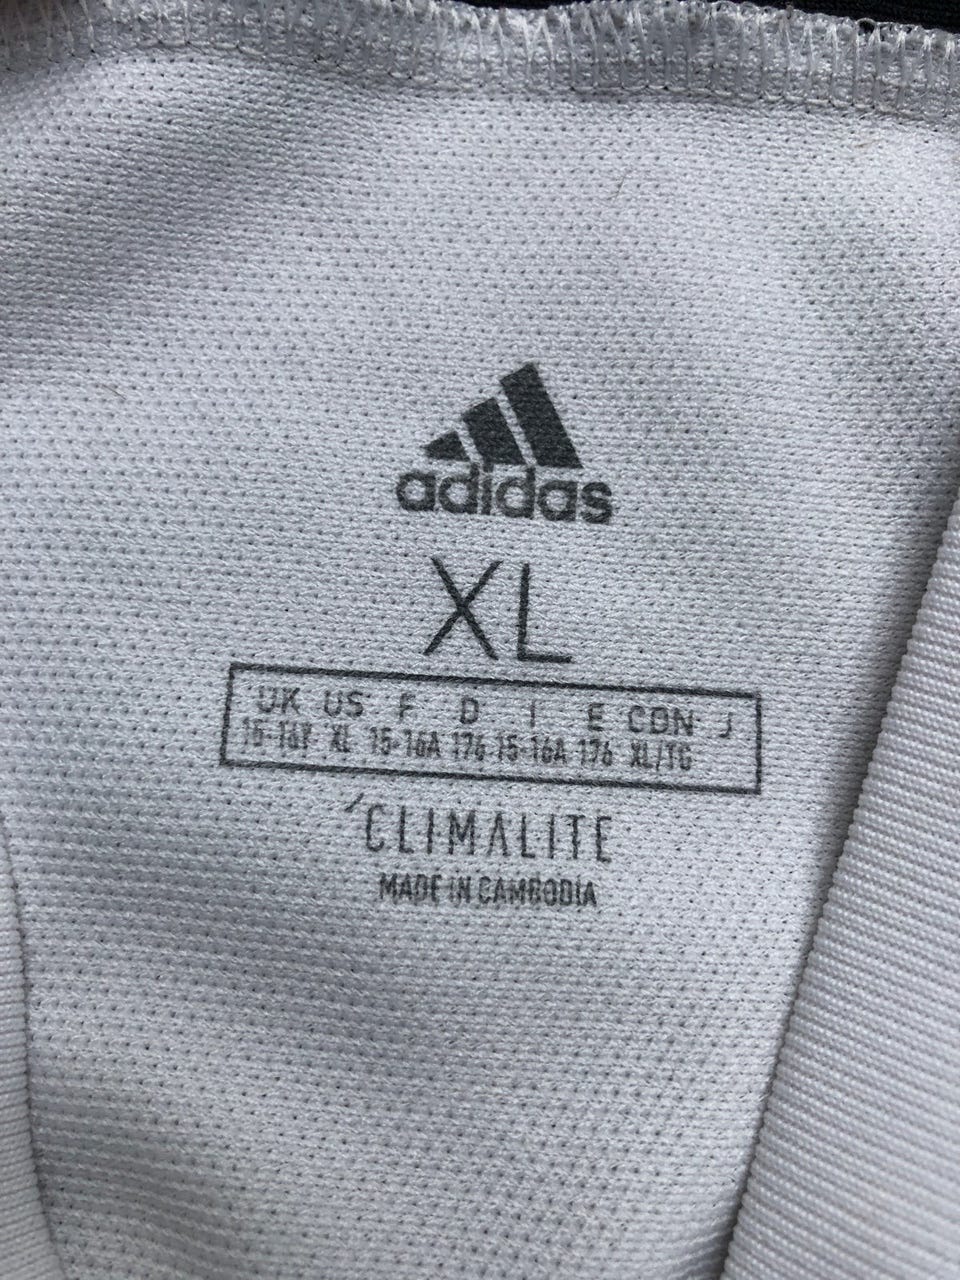 adidas
XL
UK US F D I E CDN J
15-16Y XL 15-16A 176 15-16A 176 XL/TG
CLIMALITE
MADE IN CAMBODIA